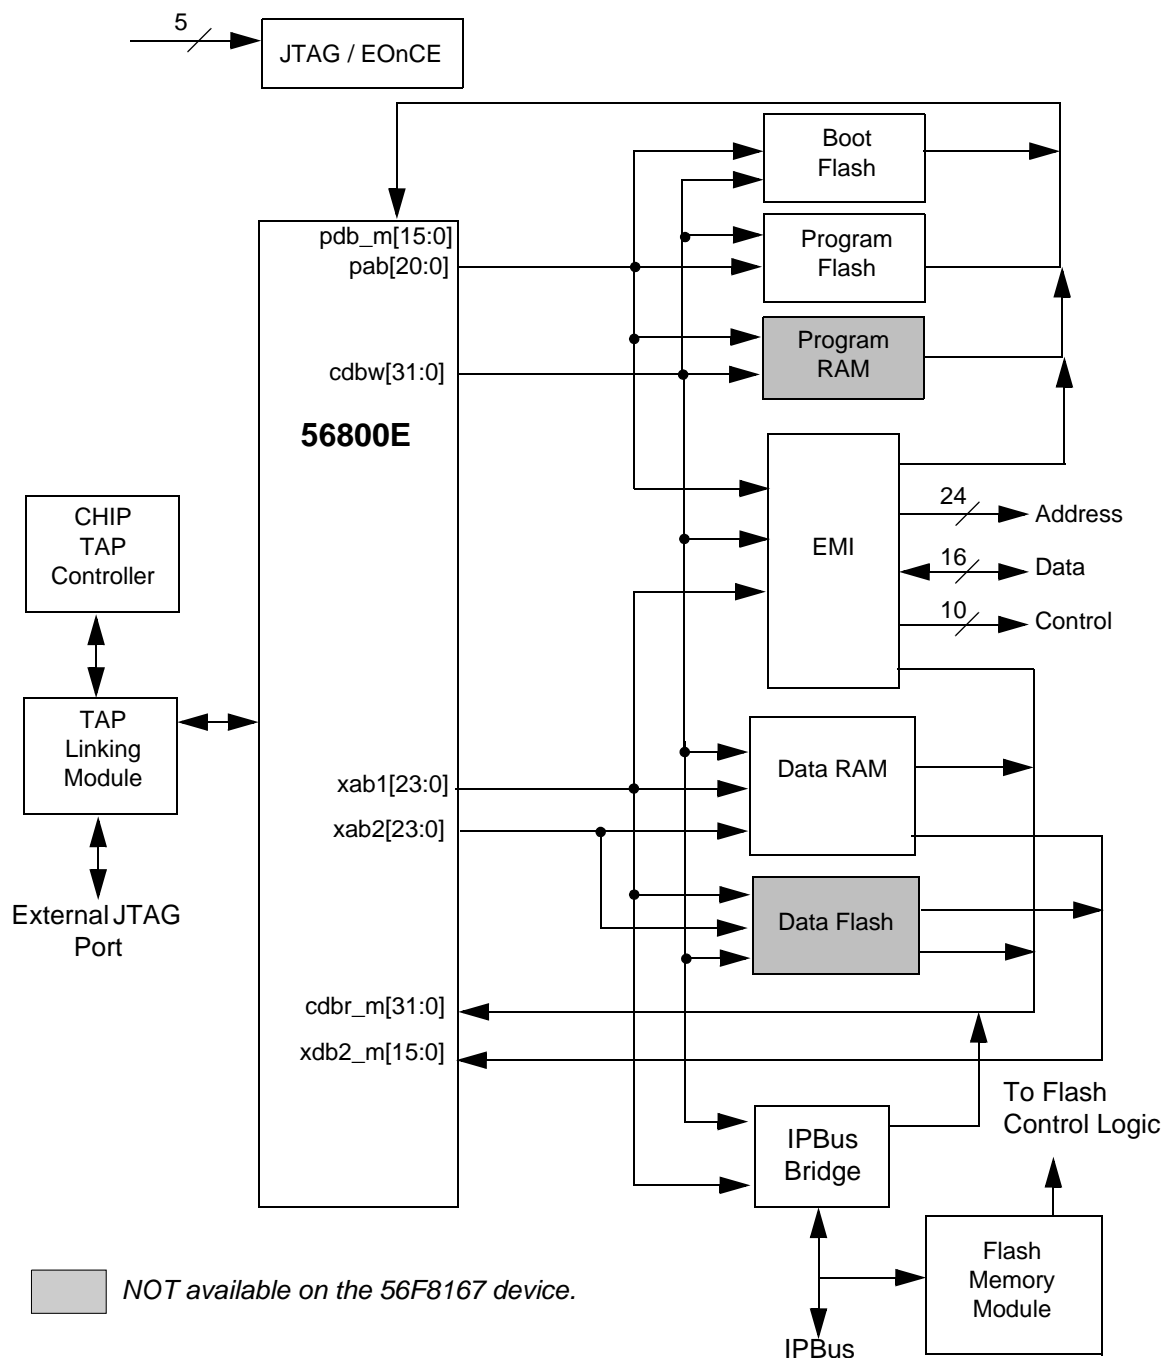 5
JTAG / EOnCE
Boot
Flash
pdb_m[15:0]
pab[20:0]
Program
Flash
cdbw[31:0]
Program
RAM
56800E
CHIP
TAP
Controller
EMI
24
Address
16
Data
10
Control
TAP
Linking
Module
xab1[23:0]
xab2[23:0]
Data RAM
External JTAG
Port
Data Flash
cdbr_m[31:0]
xdb2_m[15:0]
To Flash
Control Logic
IPBus
Bridge
Flash
Memory
Module
NOT available on the 56F8167 device.
IPBus